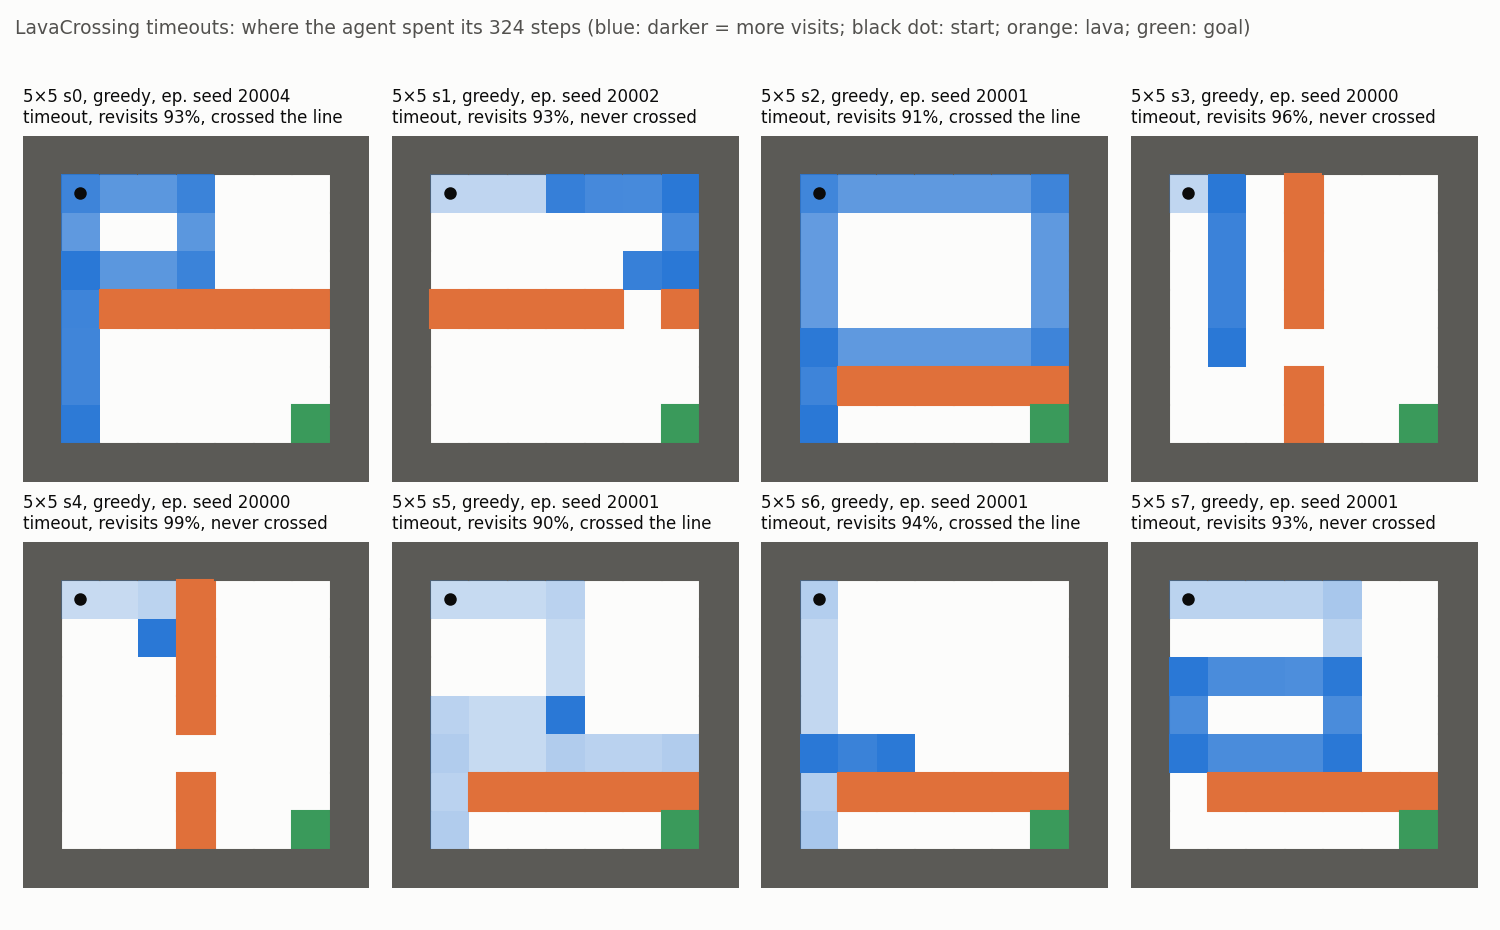 LavaCrossing timeouts: where the agent spent its 324 steps (blue: darker = more visits; black dot: start; orange: lava; green: goal)
5×5 s0, greedy, ep. seed 20004
timeout, revisits 93%, crossed the line
5×5 s1, greedy, ep. seed 20002
timeout, revisits 93%, never crossed
5×5 s2, greedy, ep. seed 20001
timeout, revisits 91%, crossed the line
5×5 s3, greedy, ep. seed 20000
timeout, revisits 96%, never crossed
5×5 s4, greedy, ep. seed 20000
timeout, revisits 99%, never crossed
5×5 s5, greedy, ep. seed 20001
timeout, revisits 90%, crossed the line
5×5 s6, greedy, ep. seed 20001
timeout, revisits 94%, crossed the line
5×5 s7, greedy, ep. seed 20001
timeout, revisits 93%, never crossed